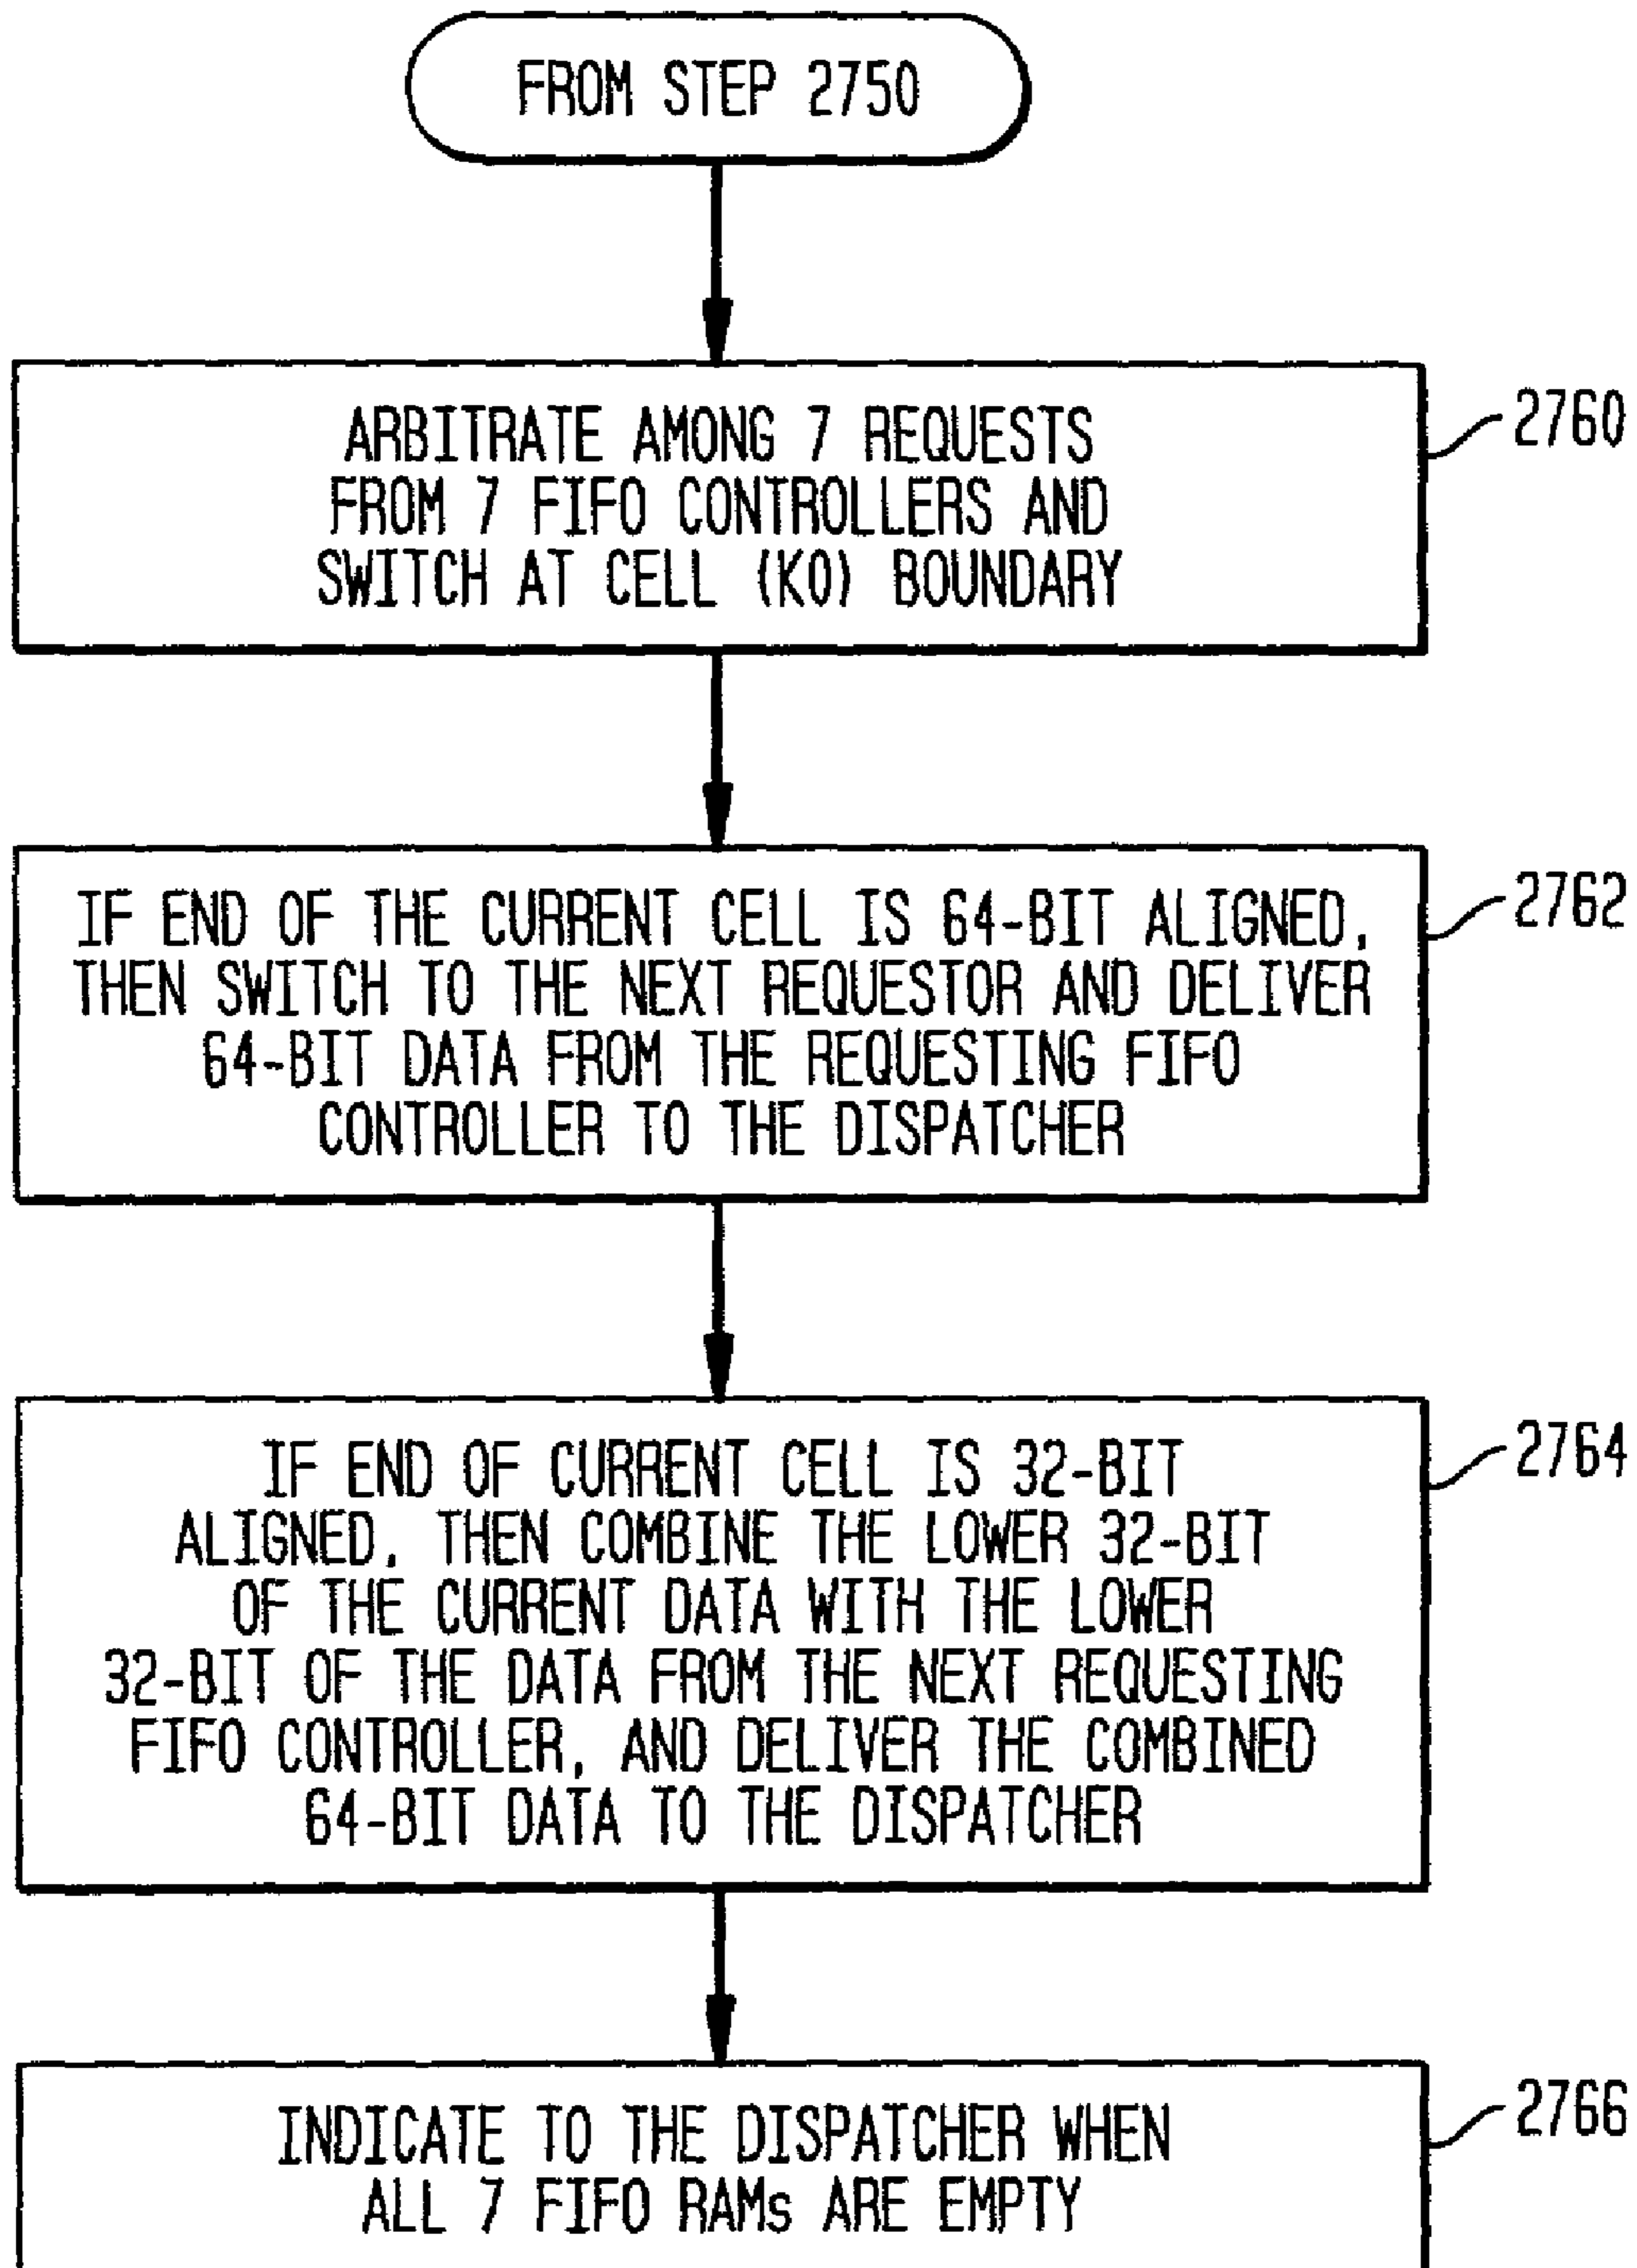 FROM STEP 2750
ARBITRATE AMONG 7 REQUESTS
FROM 7 FIFO CONTROLLERS AND
SWITCH AT CELL (K0) BOUNDARY
2760
IF END OF THE CURRENT CELL IS 64-BIT ALIGNED,
THEN SWITCH TO THE NEXT REQUESTOR AND DELIVER
64-BIT DATA FROM THE REQUESTING FIFO
CONTROLLER TO THE DISPATCHER
2762
IF END OF CURRENT CELL IS 32-BIT
ALIGNED, THEN COMBINE THE LOWER 32-BIT
OF THE CURRENT DATA WITH THE LOWER
32-BIT OF THE DATA FROM THE NEXT REQUESTING
FIFO CONTROLLER, AND DELIVER THE COMBINED
64-BIT DATA TO THE DISPATCHER
2764
INDICATE TO THE DISPATCHER WHEN
ALL 7 FIFO RAMs ARE EMPTY
2766